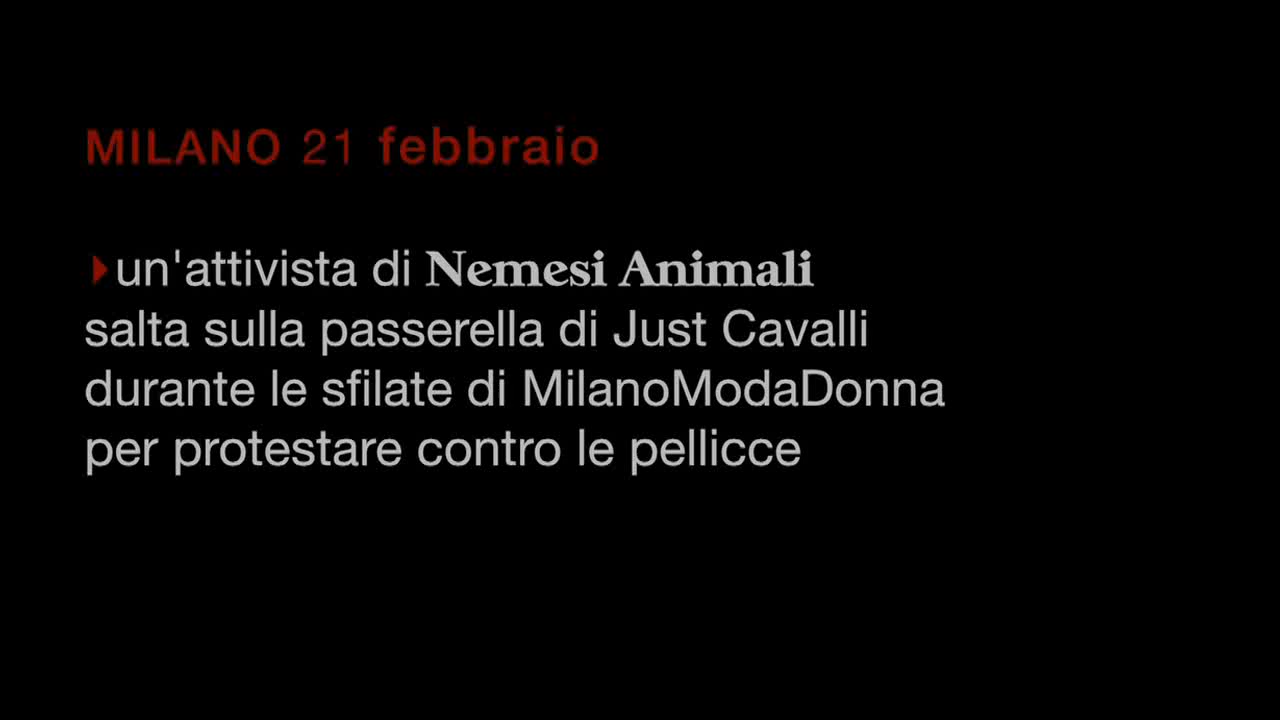 MILANO 21 febbraio
un'attivista di Nemesi Animali
salta sulla passerella di Just Cavalli
durante le sfilate di MilanoModaDonna
per protestare contro le pellicce